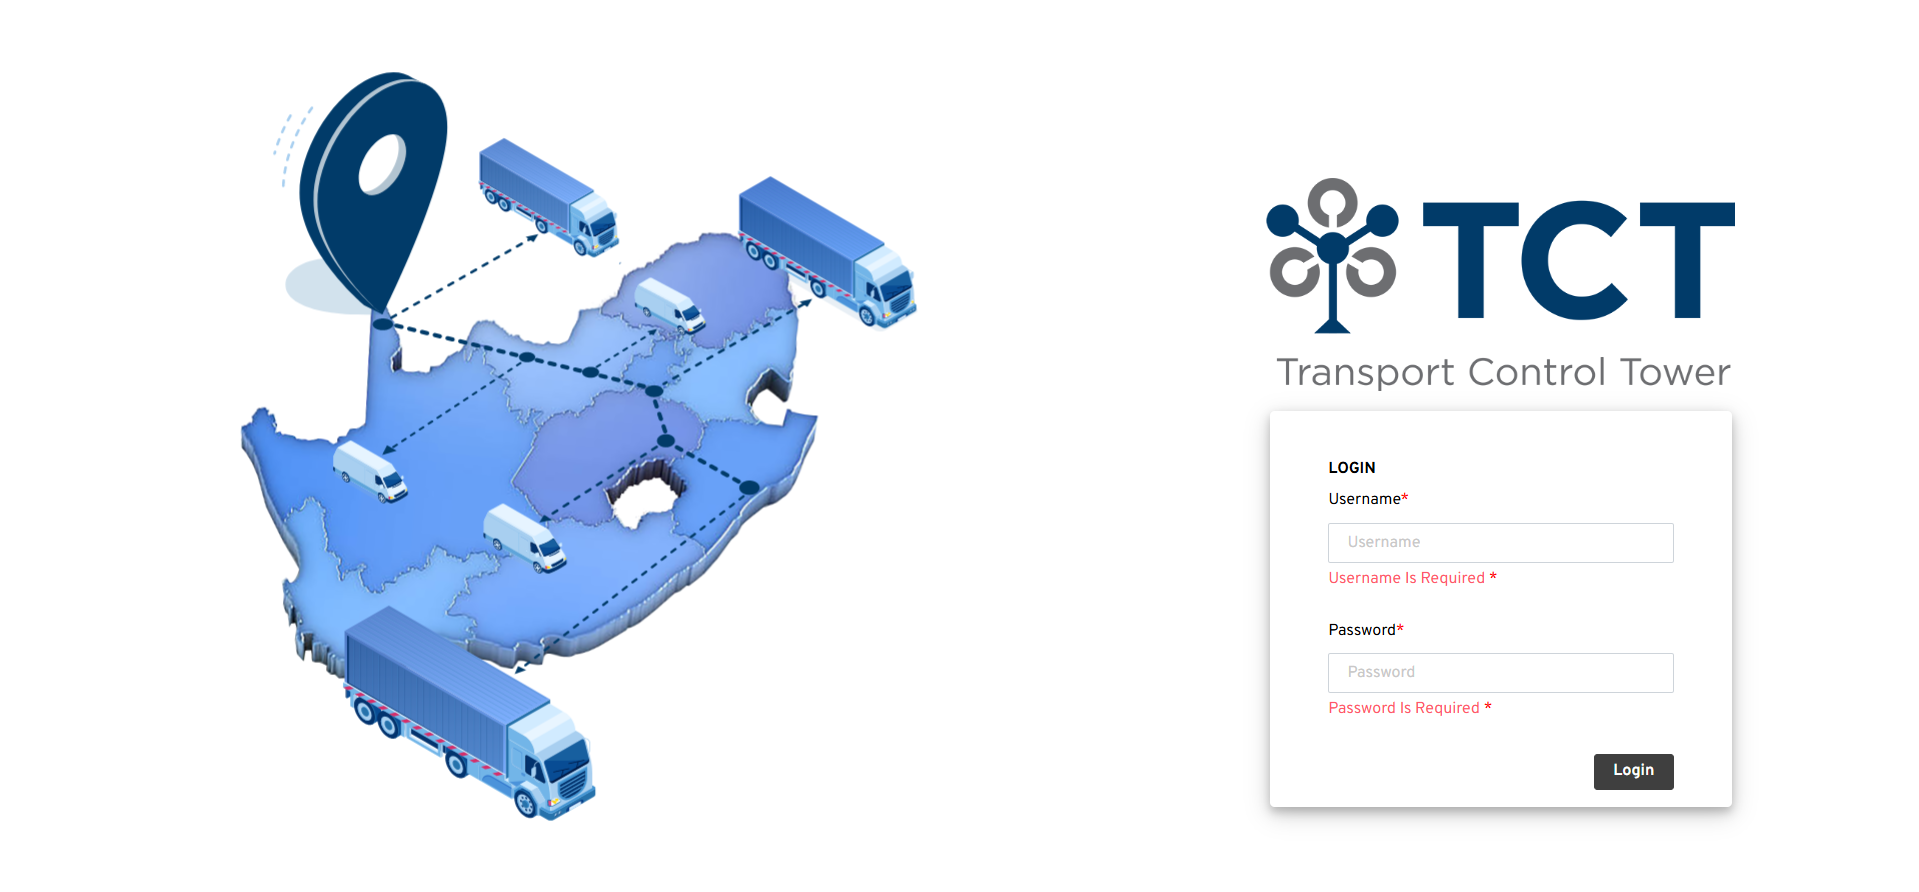 TCT
Transport Control Tower
LOGIN
Username*
Username
Username Is Required *
Password*
Password
Password Is Required *
Login